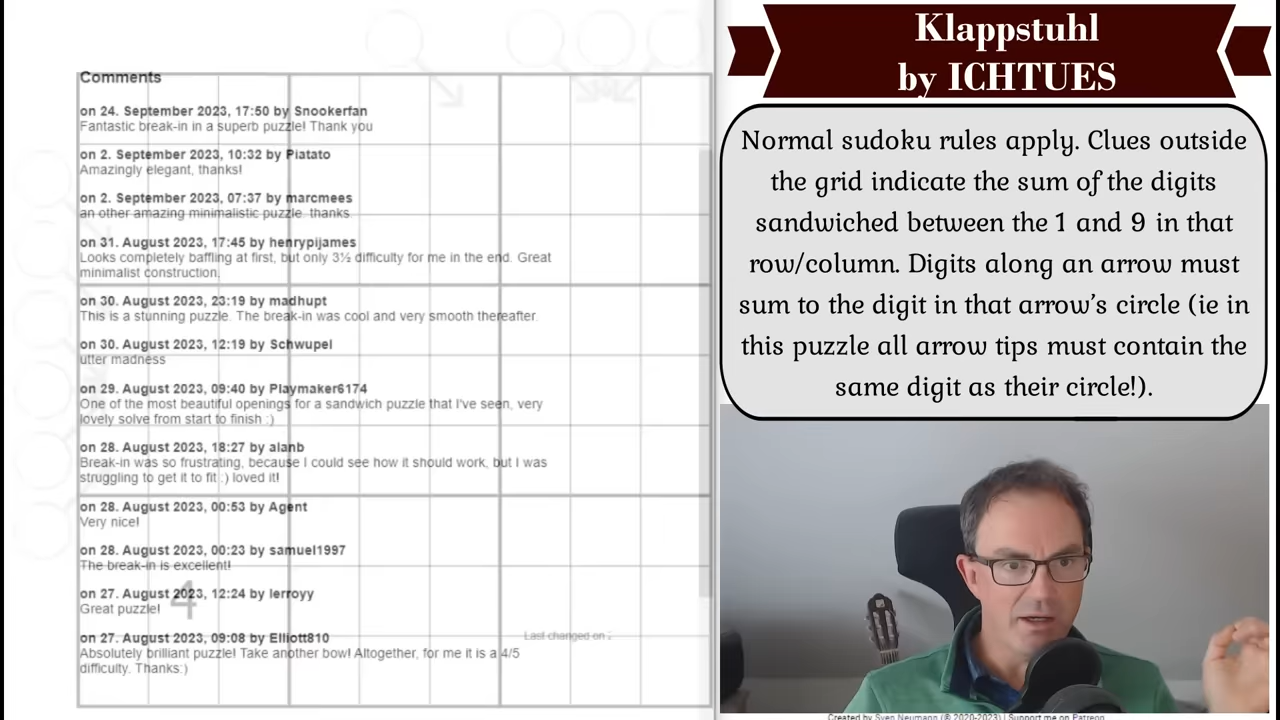 Klappstuhl
by ICHTUES
Normal sudoku rules apply. Clues outside
the grid indicate the sum of the digits
sandwiched between the 1 and 9 in that
row/column. Digits along an arrow must
sum to the digit in that arrow's circle (ie in
this puzzle all arrow tips must contain the
same digit as their circle!).
Comments
on 24. September 2023, 17:50 by Snookerfan
Fantastic break-in in a superb puzzle! Thank you
on 2. September 2023, 10:32 by Piatato
Amazingly elegant, thanks!
on 2. September 2023, 07:37 by marcmees
an other amazing minimalistic puzzle. thanks.
on 31. August 2023, 17:45 by henrypijames
Looks completely baffling at first, but only 3½ difficulty for me in the end. Great
minimalist construction.
on 30. August 2023, 23:19 by madhupt
This is a stunning puzzle. The break-in was cool and very smooth thereafter.
on 30. August 2023, 12:19 by Schwupel
utter madness
on 29. August 2023, 09:40 by Playmaker6174
One of the most beautiful openings for a sandwich puzzle that I've seen, very
lovely solve from start to finish :)
on 28. August 2023, 18:27 by alanb
Break-in was so frustrating, because I could see how it should work, but I was
struggling to get it to fit :) loved it!
on 28. August 2023, 00:53 by Agent
Very nice!
on 28. August 2023, 00:23 by samuel1997
The break-in is excellent!
on 27. August 2023, 12:24 by lerroyy
Great puzzle!
4
on 27. August 2023, 09:08 by Elliott810
Last changed on
Absolutely brilliant puzzle! Take another bow! Altogether, for me it is a 4/5
difficulty. Thanks:)
Created by Sven Neumann (© 2020-2023) | Support me on Patreon